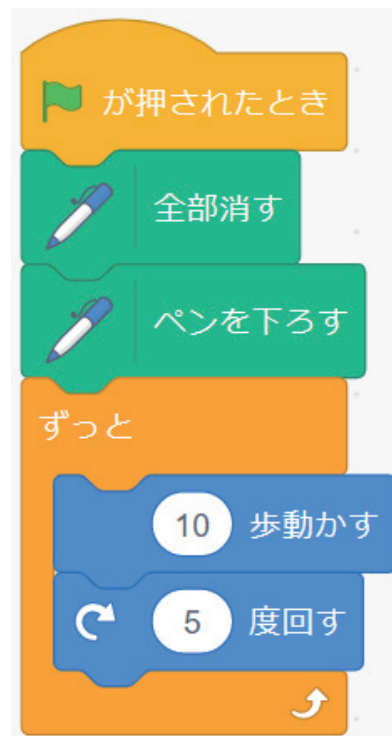 が押されたとき
全部消す
ペンを下ろす
ずっと
10 歩動かす
5 度回す